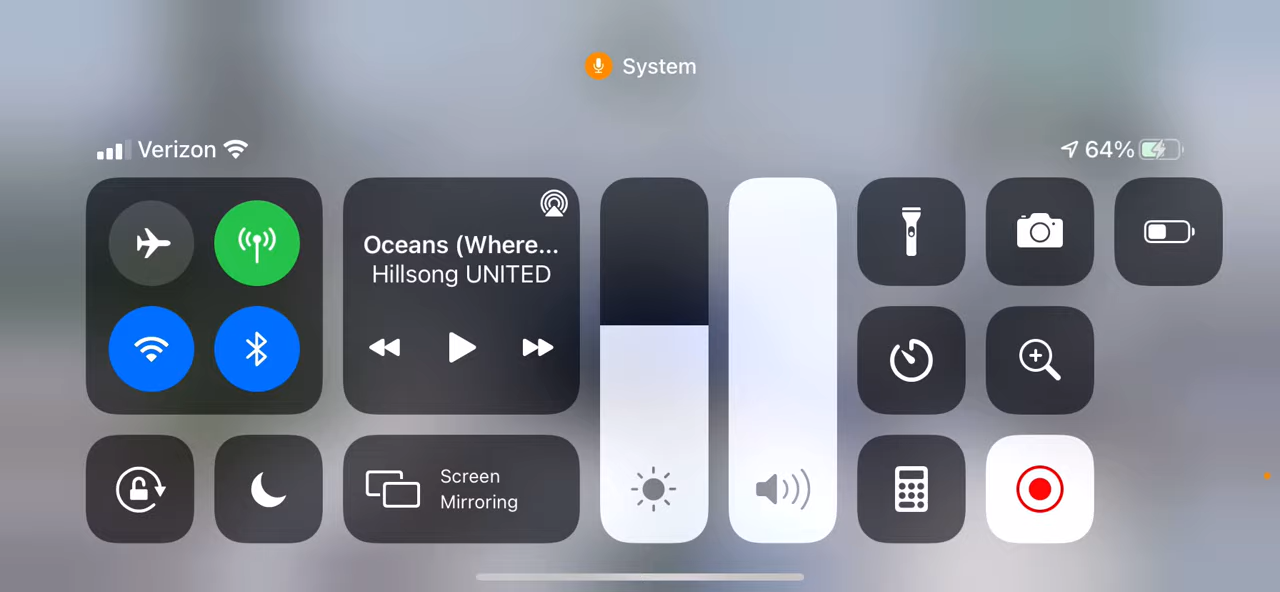 System
Verizon
64%
Oceans (Where...
Hillsong UNITED
Screen
Mirroring